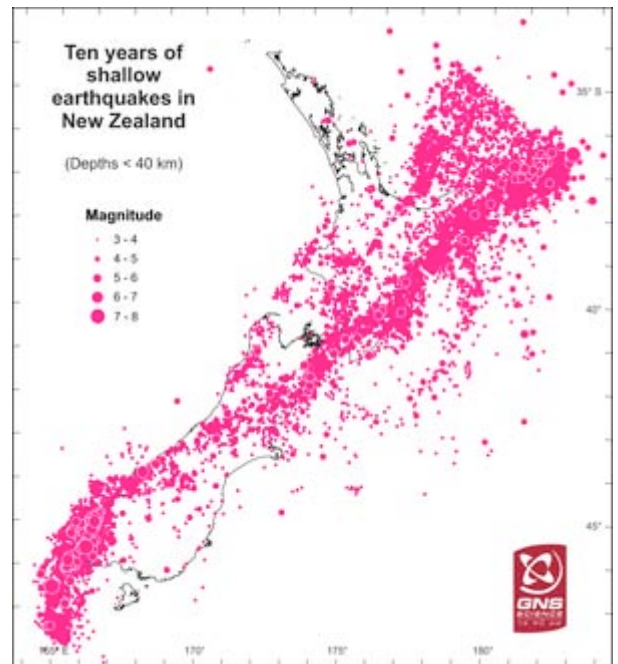 Ten years of
shallow
earthquakes in
New Zealand
(Depths < 40 km)
Magnitude
3 - 4
4 - 5
5 - 6
6 - 7
7 - 8
35° S
40°
45°
165° E
170°
175°
180°
GNS
SCIENCE